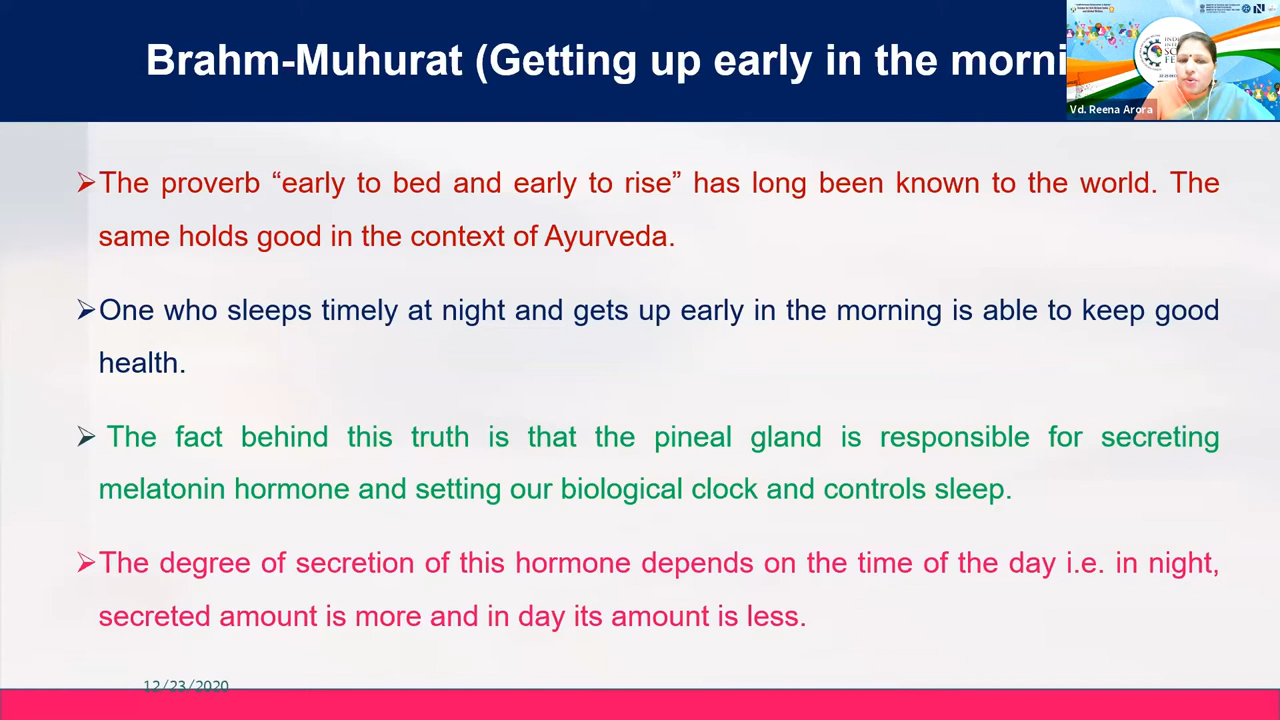 Brahm-Muhurat (Getting up early in the morni
Vd. Reena Arora
➢The proverb “early to bed and early to rise” has long been known to the world. The
same holds good in the context of Ayurveda.
➢One who sleeps timely at night and gets up early in the morning is able to keep good
health.
➢ The fact behind this truth is that the pineal gland is responsible for secreting
melatonin hormone and setting our biological clock and controls sleep.
➢The degree of secretion of this hormone depends on the time of the day i.e. in night,
secreted amount is more and in day its amount is less.
12/23/2020